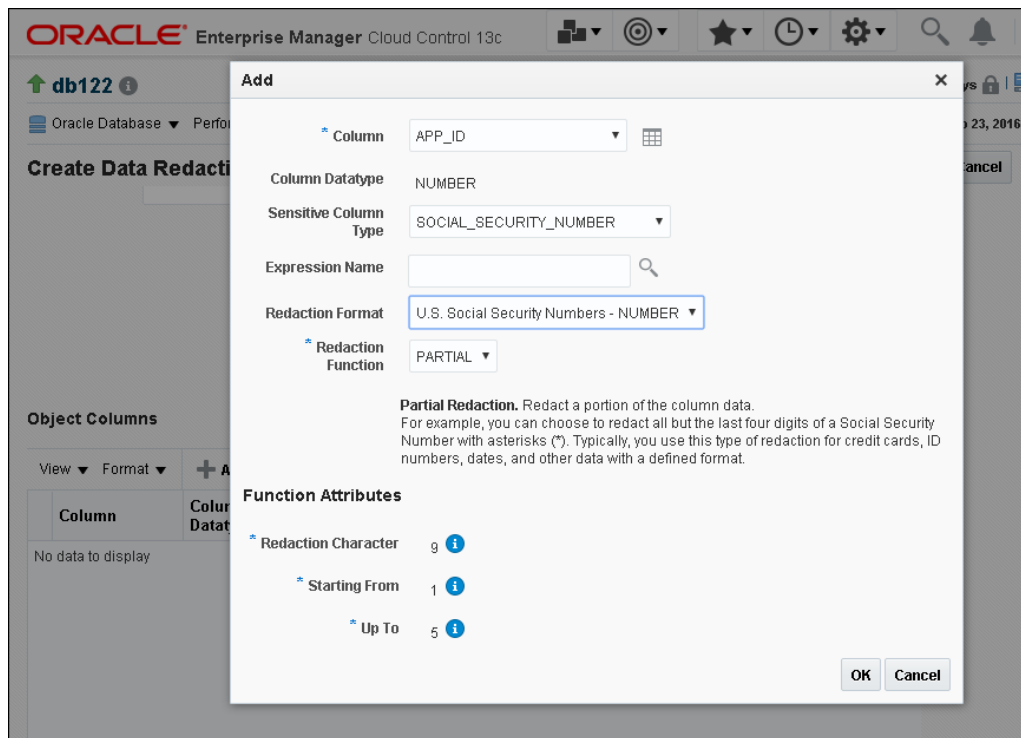 ORACLE Enterprise Manager Cloud Control 13c
db122
Add
Oracle Database
* Column APP_ID
23, 2016
Create Data Redacti
Column Datatype NUMBER
Sensitive Column Type SOCIAL_SECURITY_NUMBER
Expression Name
Redaction Format U.S. Social Security Numbers - NUMBER
* Redaction Function PARTIAL
Partial Redaction. Redact a portion of the column data.
For example, you can choose to redact all but the last four digits of a Social Security
Number with asterisks (*). Typically, you use this type of redaction for credit cards, ID
numbers, dates, and other data with a defined format.
Object Columns
View Format
Function Attributes
Column
No data to display
* Redaction Character 9
* Starting From 1
* Up To 5
OK Cancel